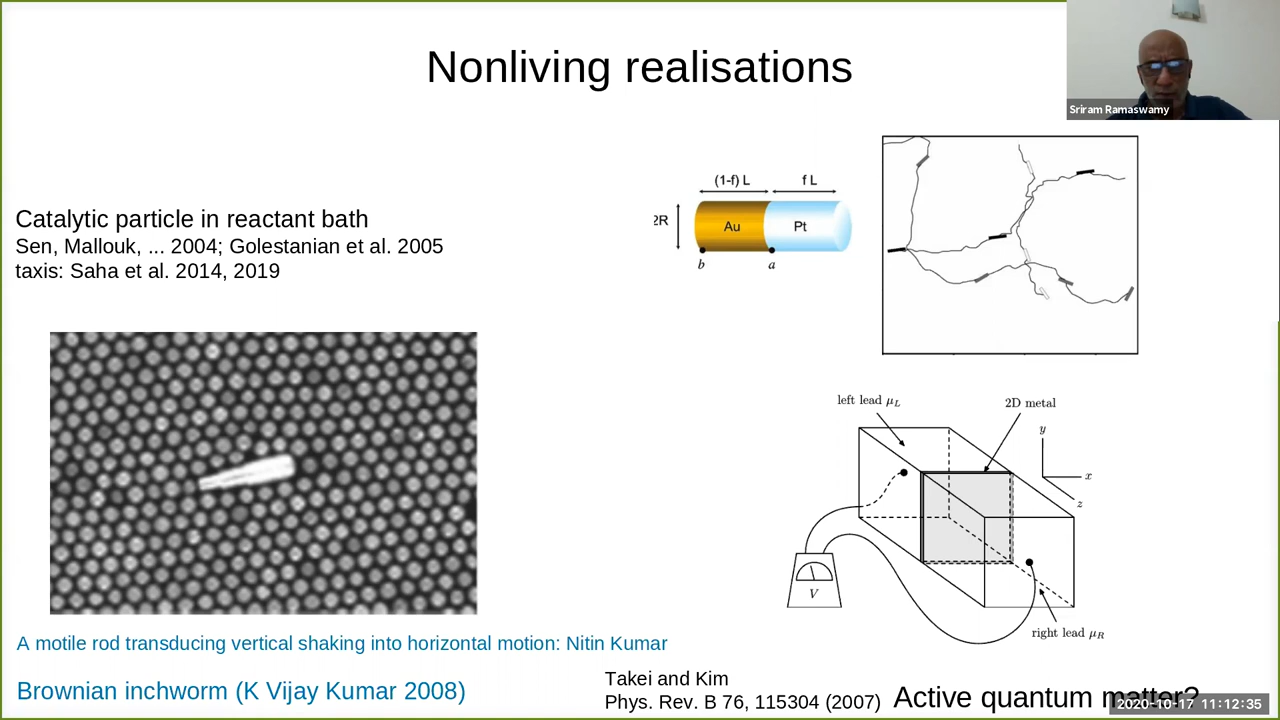 Nonliving realisations
Sriram Ramaswamy
Catalytic particle in reactant bath
Sen, Mallouk, ... 2004; Golestanian et al. 2005
taxis: Saha et al. 2014, 2019
(1-f) L
f L
2R
Au
Pt
b
a
left lead μL
2D metal
y
x
z
V
right lead μR
A motile rod transducing vertical shaking into horizontal motion: Nitin Kumar
Brownian inchworm (K Vijay Kumar 2008)
Takei and Kim
Phys. Rev. B 76, 115304 (2007)
Active quantum matter?
2020-10-17 11:12:35